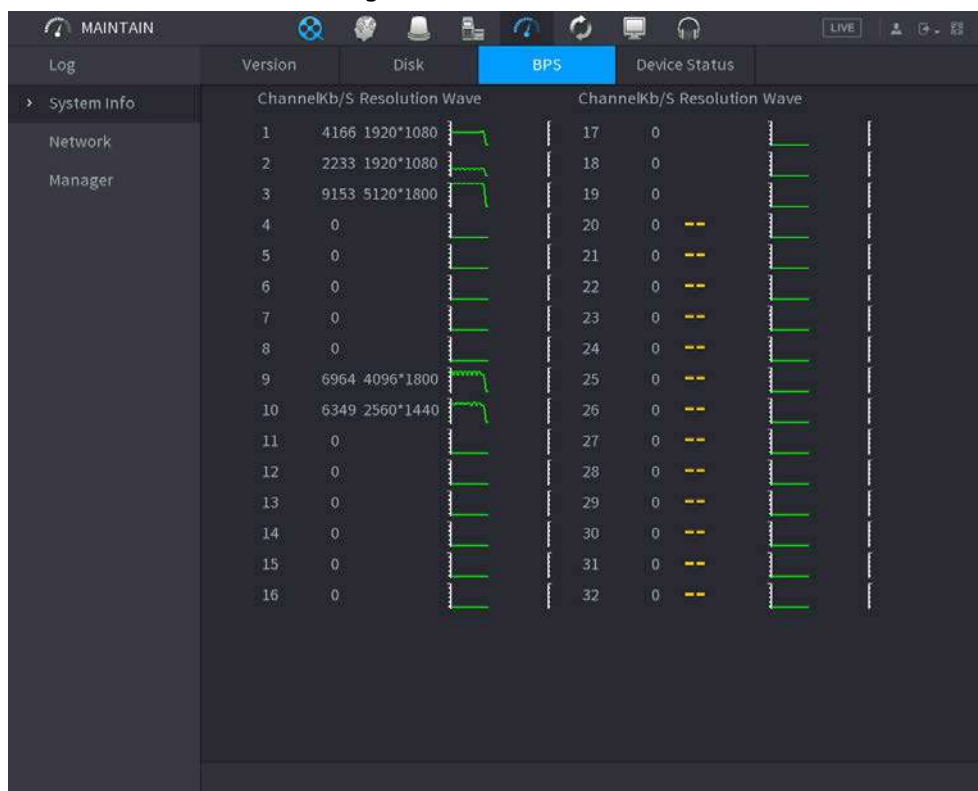 MAINTAIN LIVE
Log Version Disk BPS Device Status
System Info ChannelKb/S Resolution Wave ChannelKb/S Resolution Wave
1 4166 1920*1080 17 0
Network
2 2233 1920*1080 18 0
Manager
3 9153 5120*1800 19 0
4 0 20 0 --
5 0 21 0 --
6 0 22 0 --
7 0 23 0 --
8 0 24 0 --
9 6964 4096*1800 25 0 --
10 6349 2560*1440 26 0 --
11 0 27 0 --
12 0 28 0 --
13 0 29 0 --
14 0 30 0 --
15 0 31 0 --
16 0 32 0 --